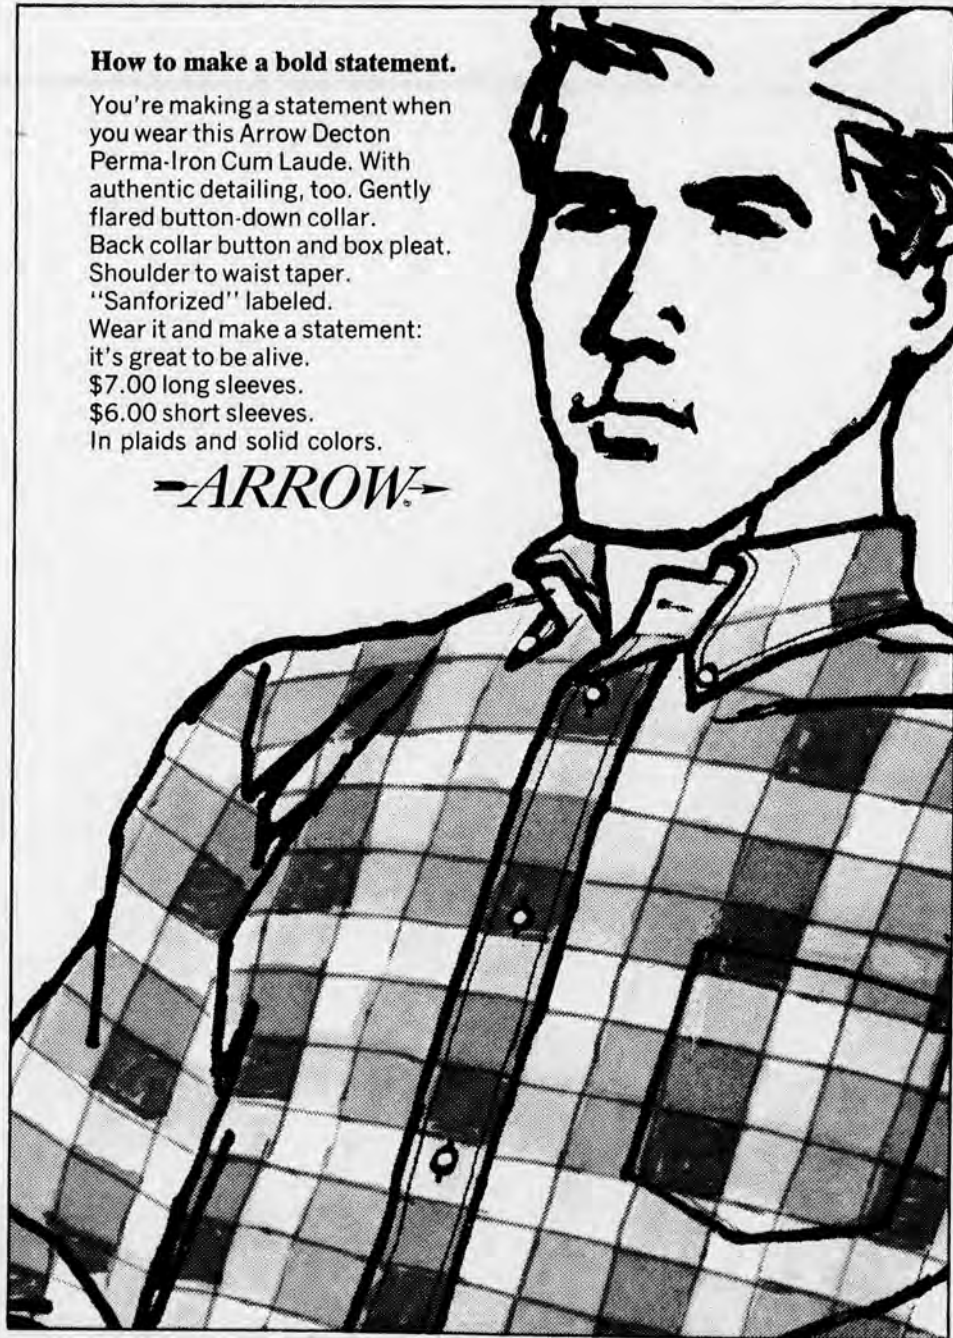 How to make a bold statement.
You're making a statement when
you wear this Arrow Decton
Perma-Iron Cum Laude. With
authentic detailing, too. Gently
flared button-down collar.
Back collar button and box pleat.
Shoulder to waist taper.
"Sanforized" labeled.
Wear it and make a statement:
it's great to be alive.
$7.00 long sleeves.
$6.00 short sleeves.
In plaids and solid colors.
ARROW